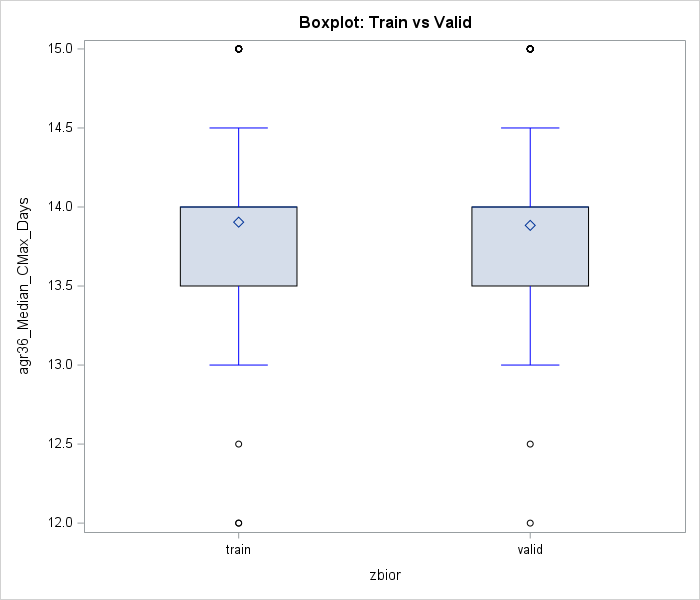 Boxplot: Train vs Valid
15.0
14.5
14.0
13.5
13.0
12.5
12.0
agr36_Median_CMax_Days
train
valid
zbior